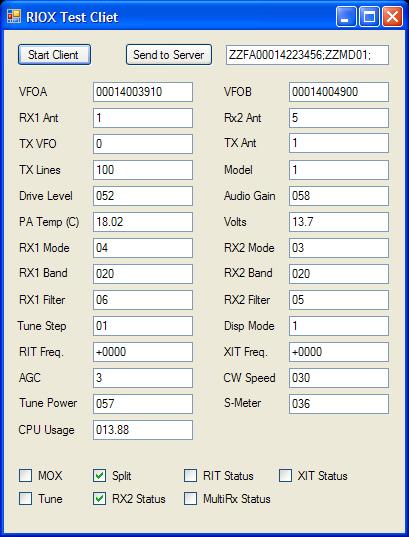 RIOX Test Cliet
Start Client Send to Server ZZFA00014223456;ZZMD01;
VFOA 00014003910 VFOB 00014004900
RX1 Ant 1 Rx2 Ant 5
TX VFO 0 TX Ant 1
TX Lines 100 Model 1
Drive Level 052 Audio Gain 058
PA Temp (C) 18.02 Volts 13.7
RX1 Mode 04 RX2 Mode 03
RX1 Band 020 RX2 Band 020
RX1 Filter 06 RX2 Filter 05
Tune Step 01 Disp Mode 1
RIT Freq. +0000 XIT Freq. +0000
AGC 3 CW Speed 030
Tune Power 057 S-Meter 036
CPU Usage 013.88
MOX Split RIT Status XIT Status
Tune RX2 Status MultiRx Status